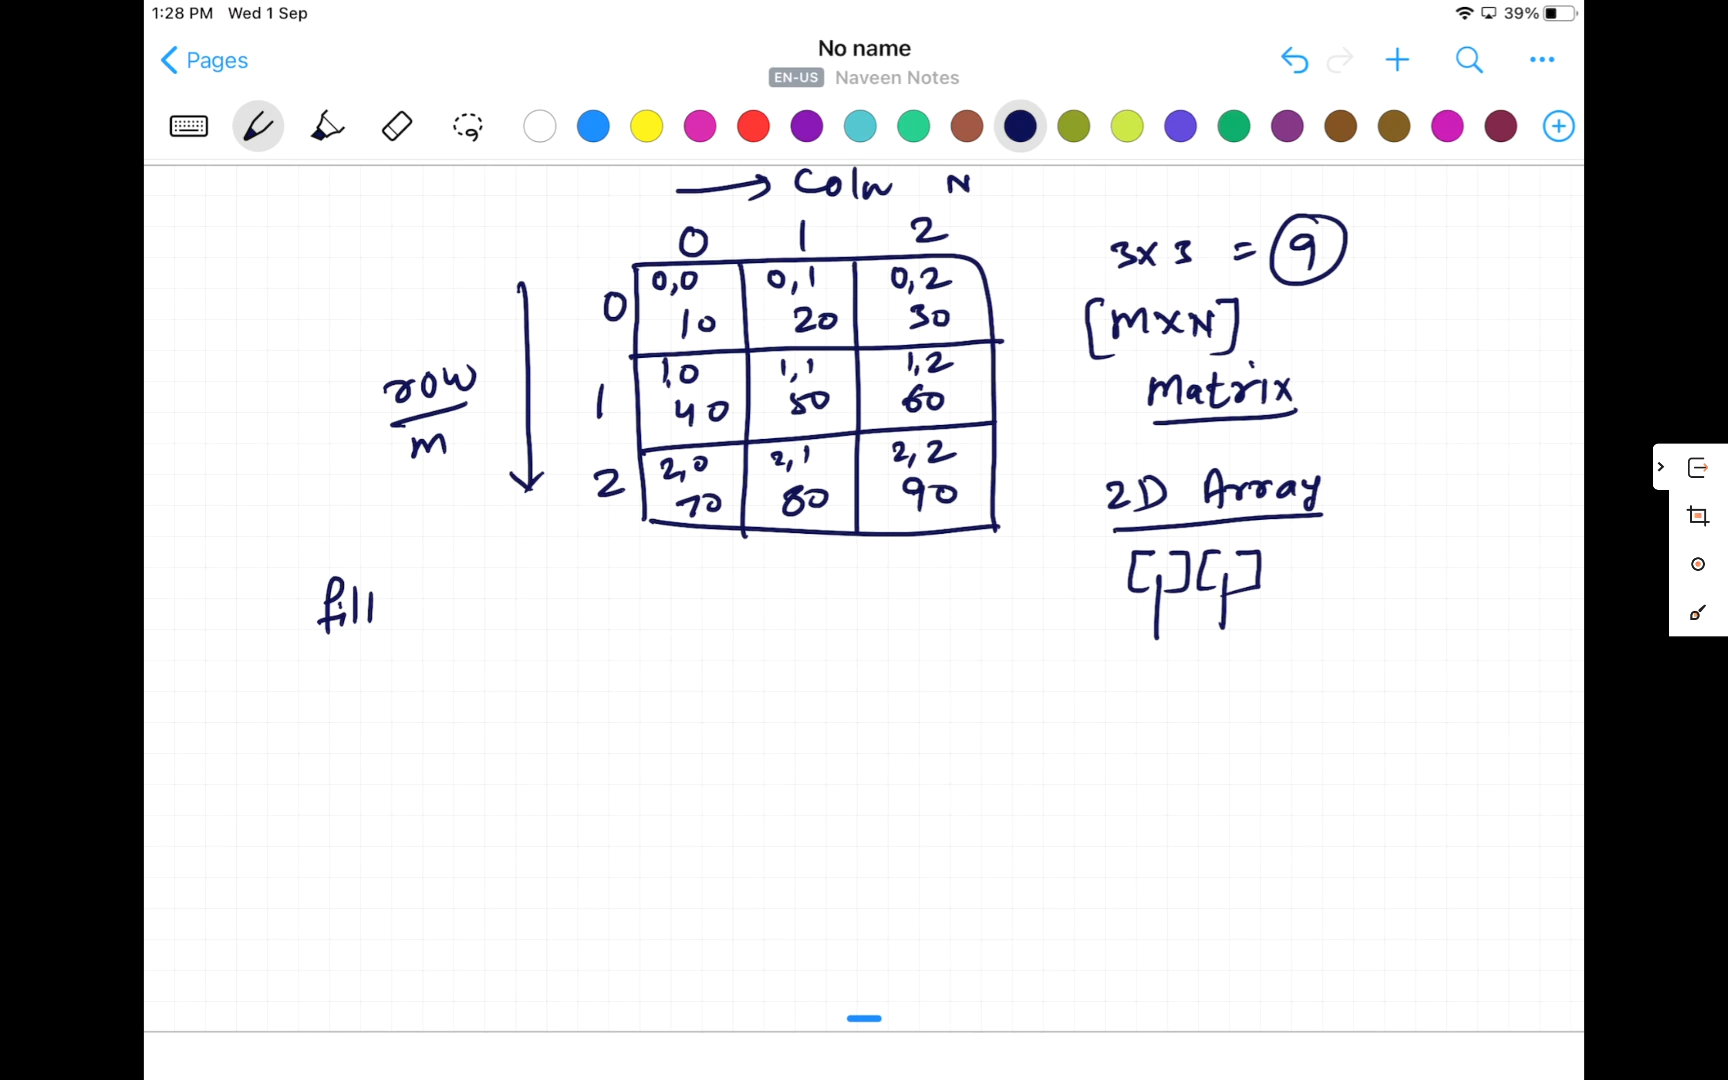 1:28 PM Wed 1 Sep
39%
Pages
No name
EN-US Naveen Notes
Coln N
0 1 2
3x3 = 9
0 0,0 0,1 0,2
10 20 30
[MXN]
row
1 1,0 1,1 1,2
40 50 60
Matrix
m
2 2,0 2,1 2,2
70 80 90
2D Array
[][]
fill